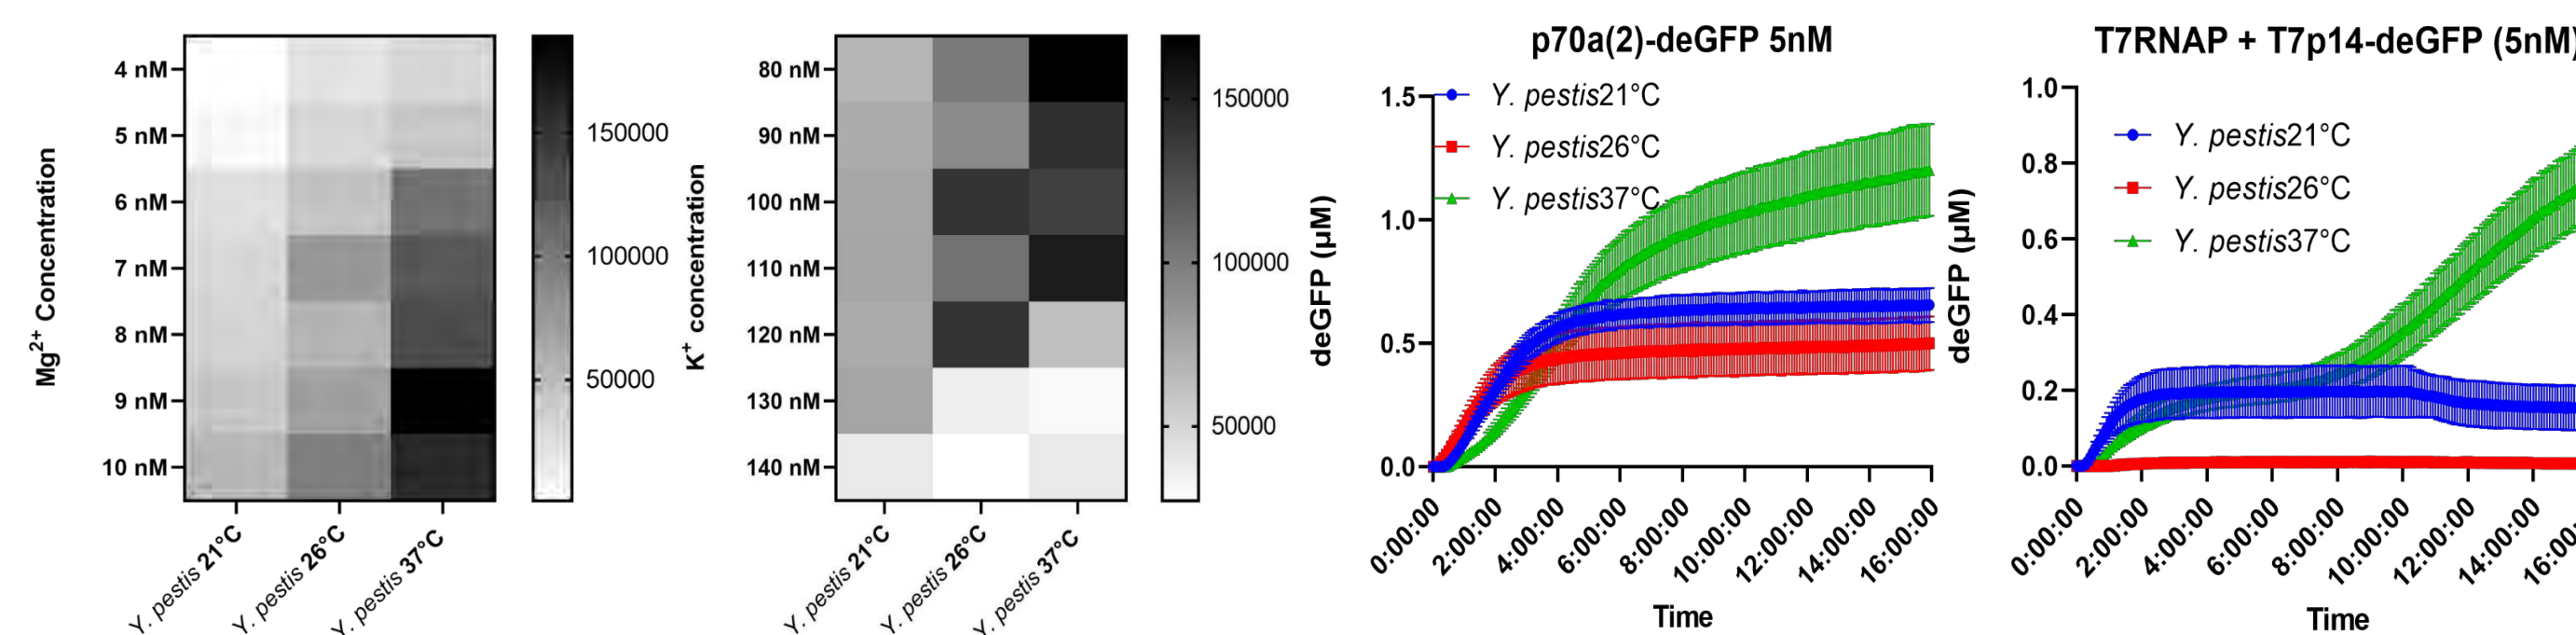 Mg2+ Concentration
4 nM
5 nM
6 nM
7 nM
8 nM
9 nM
10 nM
Y. pestis 21°C
Y. pestis 26°C
Y. pestis 37°C
150000
100000
50000
K+ concentration
80 nM
90 nM
100 nM
110 nM
120 nM
130 nM
140 nM
Y. pestis 21°C
Y. pestis 26°C
Y. pestis 37°C
150000
100000
50000
p70a(2)-deGFP 5nM
Y. pestis21°C
Y. pestis26°C
Y. pestis37°C
deGFP (µM)
1.5
1.0
0.5
0.0
0:00:00
2:00:00
4:00:00
6:00:00
8:00:00
10:00:00
12:00:00
14:00:00
16:00:00
Time
T7RNAP + T7p14-deGFP (5nM)
Y. pestis21°C
Y. pestis26°C
Y. pestis37°C
deGFP (µM)
1.0
0.8
0.6
0.4
0.2
0.0
0:00:00
2:00:00
4:00:00
6:00:00
8:00:00
10:00:00
12:00:00
14:00:00
16:00
Time